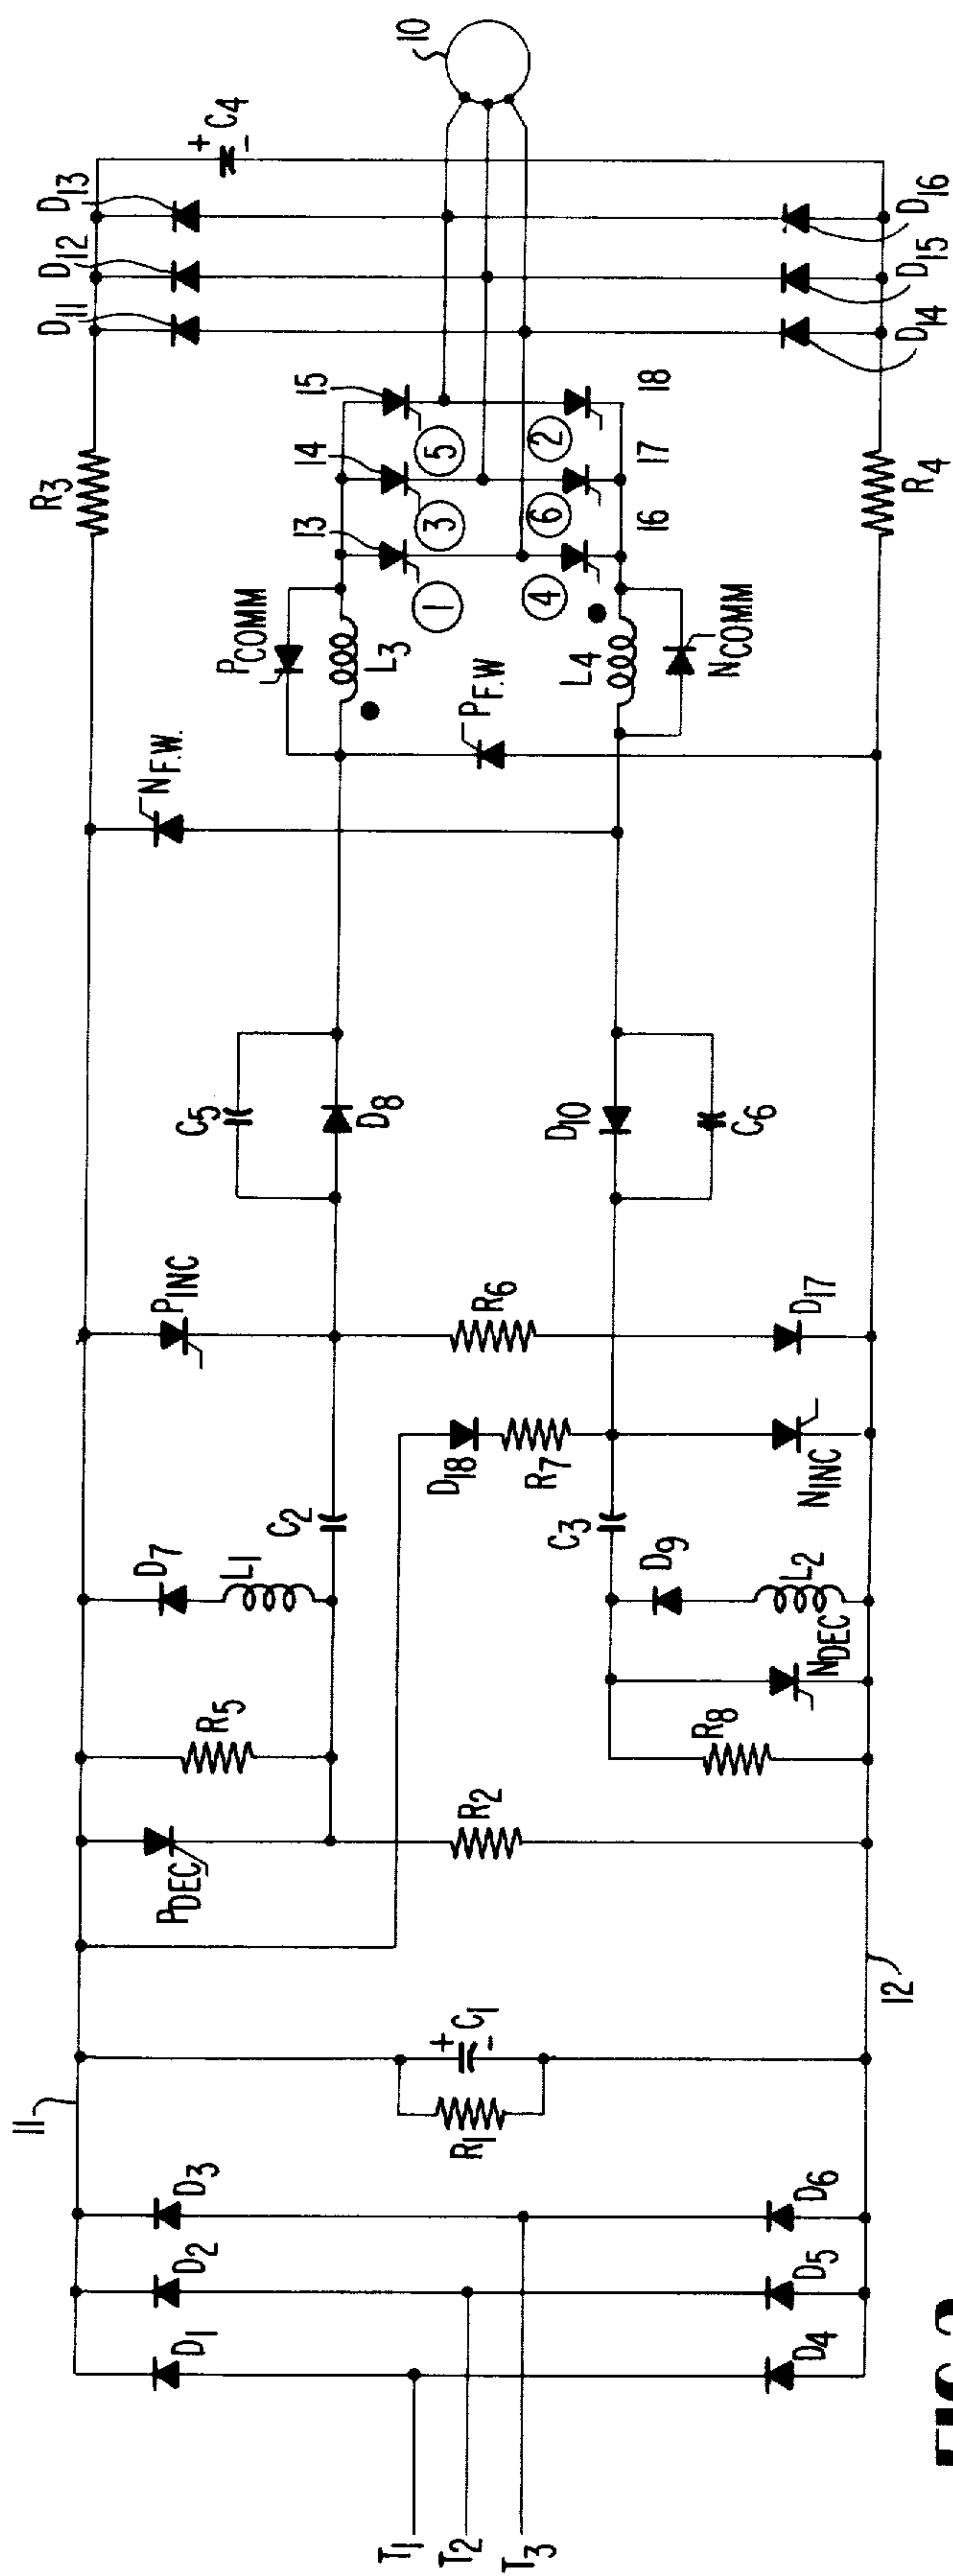 T1
T2
T3
D1
D2
D3
D4
D5
D6
11
R1
+
C1
-
12
PDEC
R5
R2
D7
L1
C2
R8
NDEC
D9
L2
C3
D18
R7
NINC
PINC
R6
D17
C5
D8
D10
C6
NF.W.
PF.W
PCOMM
L3
L4
NCOMM
R3
R4
13
14
15
1
3
5
4
6
2
16
17
18
D11
D12
D13
D14
D15
D16
+
C4
-
10